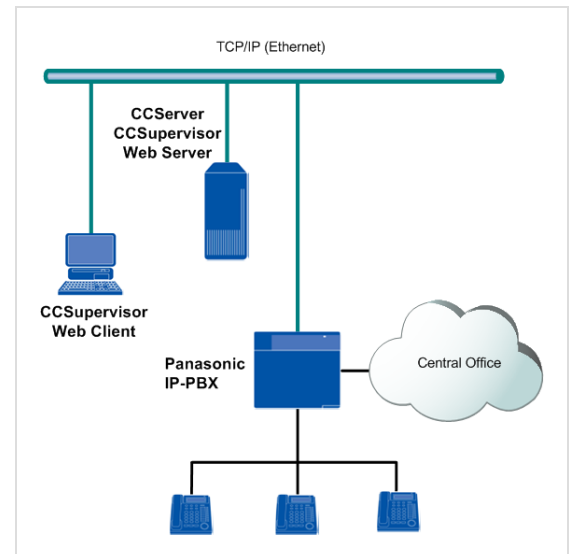 TCP/IP (Ethernet)
CCServer
CCSupervisor
Web Server
CCSupervisor
Web Client
Panasonic
IP-PBX
Central Office